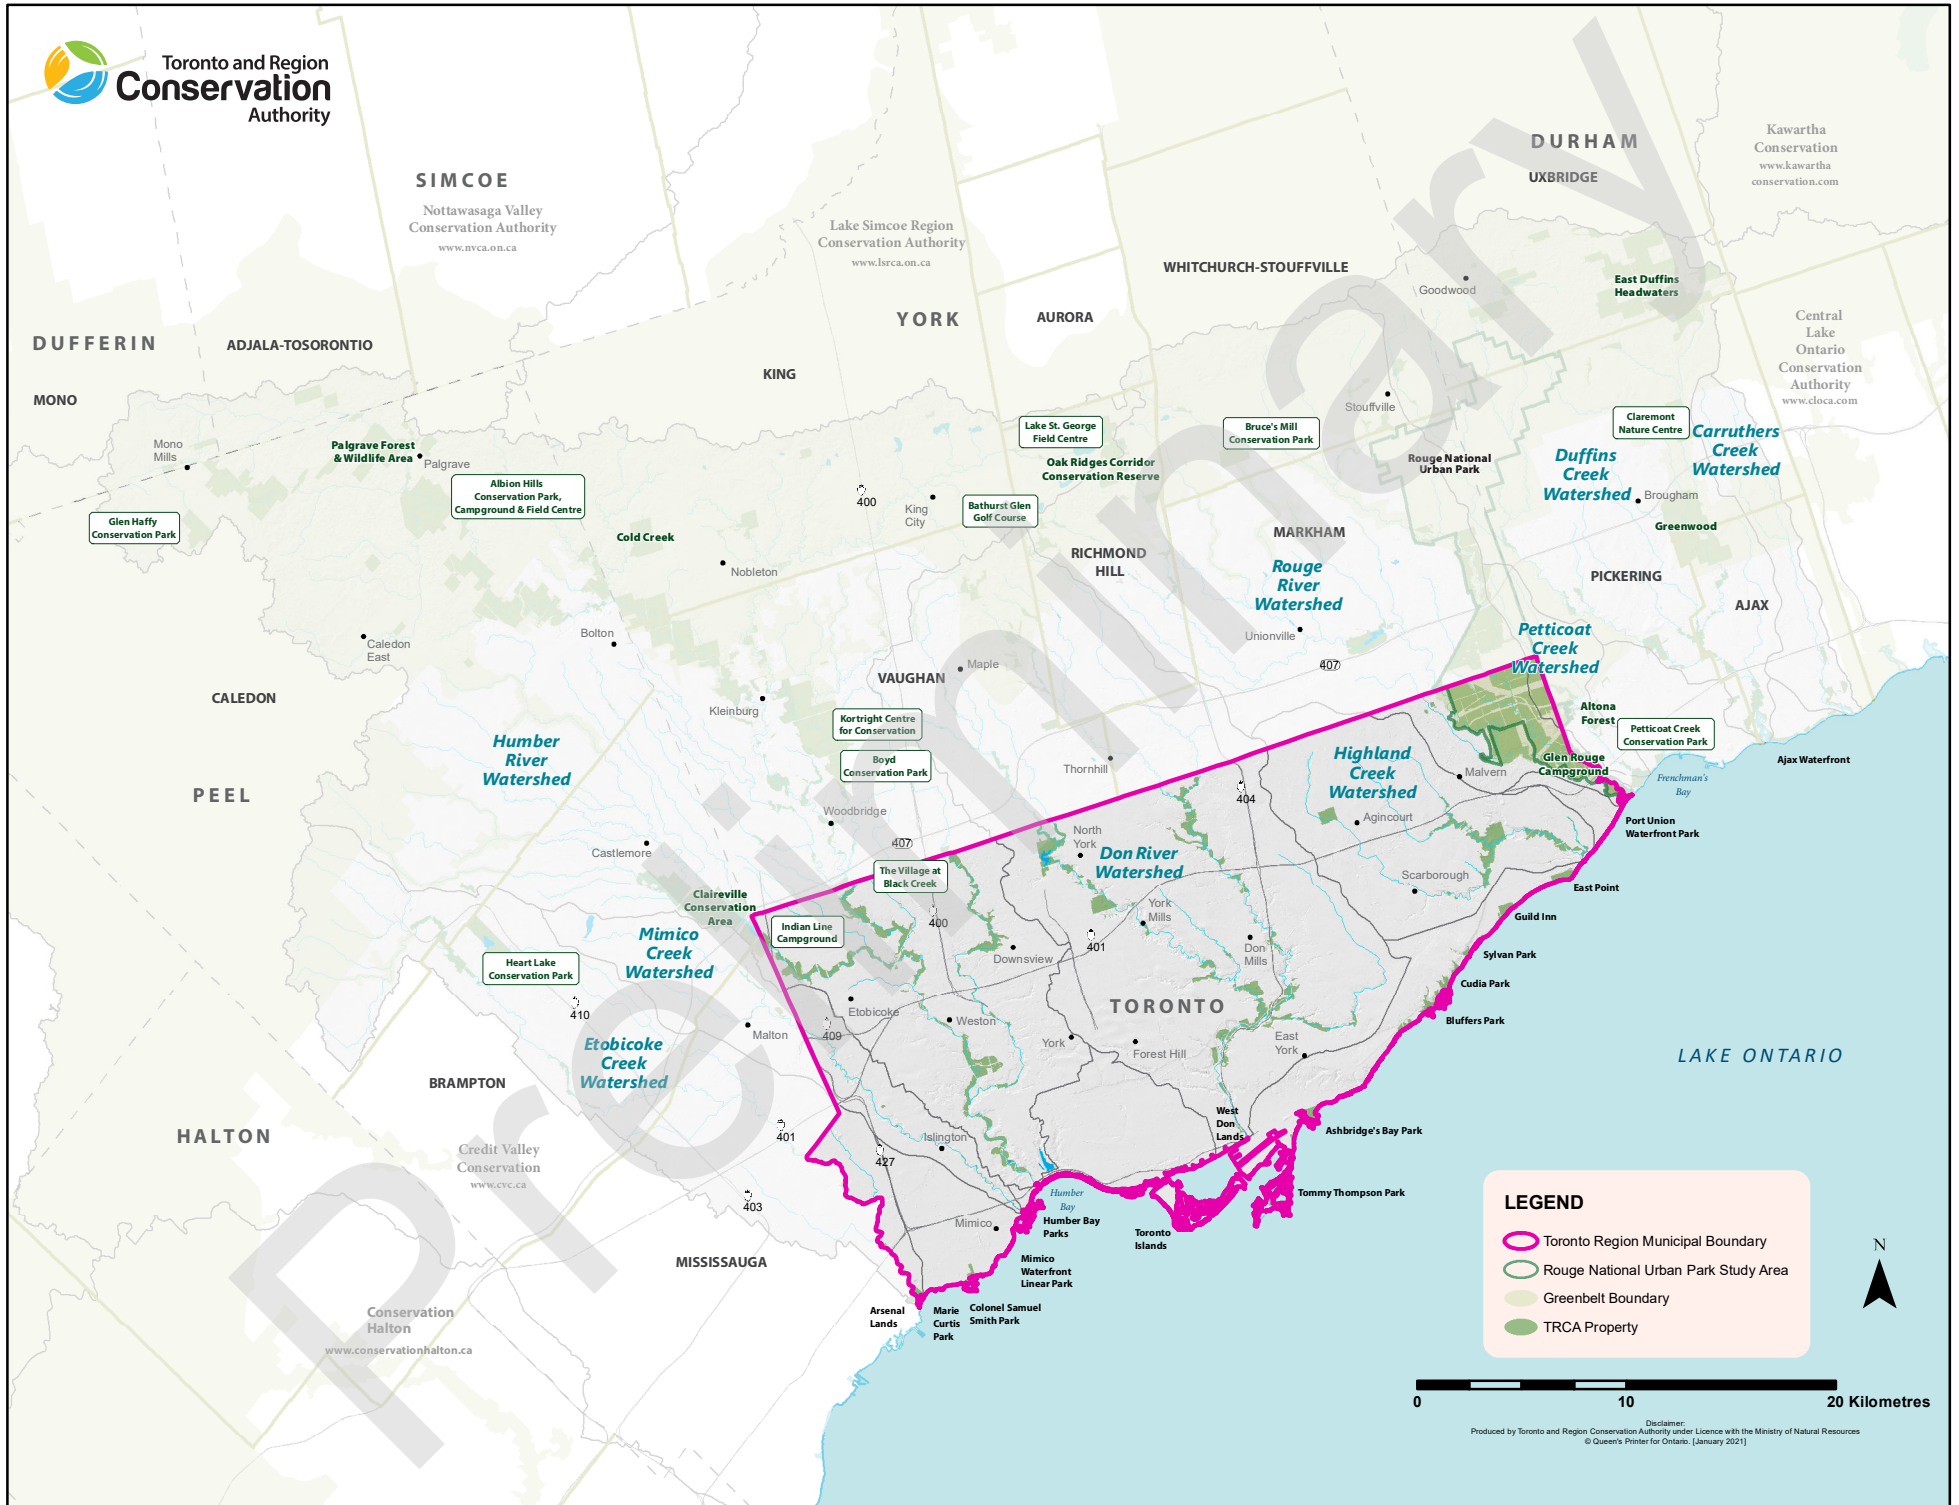 Toronto and Region
Conservation
Authority
SIMCOE
Nottawasaga Valley
Conservation Authority
www.nvca.on.ca
Lake Simcoe Region
Conservation Authority
www.lsrca.on.ca
DURHAM
UXBRIDGE
Kawartha
Conservation
www.kawartha
conservation.com
WHITCHURCH-STOUFFVILLE
Goodwood
East Duffins
Headwaters
YORK
AURORA
Central
Lake
Ontario
Conservation
Authority
www.cloca.com
DUFFERIN
ADJALA-TOSORONTIO
KING
MONO
Stouffville
Mono
Mills
Palgrave Forest
& Wildlife Area
Palgrave
Albion Hills
Conservation Park,
Campground & Field Centre
Glen Haffy
Conservation Park
Cold Creek
Nobleton
400
King
City
Lake St. George
Field Centre
Oak Ridges Corridor
Conservation Reserve
Bathurst Glen
Golf Course
Bruce's Mill
Conservation Park
Rouge National
Urban Park
Claremont
Nature Centre
Carruthers
Creek
Watershed
Duffins
Creek
Watershed
Brougham
Greenwood
RICHMOND
HILL
MARKHAM
Rouge
River
Watershed
Unionville
407
PICKERING
AJAX
Petticoat
Creek
Watershed
Caledon
East
Bolton
CALEDON
Kleinburg
VAUGHAN
Maple
Kortright Centre
for Conservation
Boyd
Conservation Park
Humber
River
Watershed
PEEL
Woodbridge
Castlemore
407
Thornhill
Highland
Creek
Watershed
Malvern
Altona
Forest
Petticoat Creek
Conservation Park
Glen Rouge
Campground
Ajax Waterfront
Frenchman's
Bay
404
Agincourt
Port Union
Waterfront Park
North
York
Don River
Watershed
The Village at
Black Creek
Claireville
Conservation
Area
Indian Line
Campground
400
401
York
Mills
Don
Mills
Scarborough
East Point
Guild Inn
Sylvan Park
Cudia Park
Bluffers Park
Mimico
Creek
Watershed
Heart Lake
Conservation Park
410
Downsview
Etobicoke
409
Weston
TORONTO
York
Forest Hill
East
York
Malton
Etobicoke
Creek
Watershed
LAKE ONTARIO
BRAMPTON
HALTON
Credit Valley
Conservation
www.cvc.ca
401
427
Islington
403
West
Don
Lands
Ashbridge's Bay Park
Tommy Thompson Park
Humber
Bay
Humber Bay
Parks
Mimico
Toronto
Islands
MISSISSAUGA
Mimico
Waterfront
Linear Park
Arsenal
Lands
Marie
Curtis
Park
Colonel Samuel
Smith Park
Conservation
Halton
www.conservationhalton.ca
Preliminary
LEGEND
Toronto Region Municipal Boundary
Rouge National Urban Park Study Area
Greenbelt Boundary
TRCA Property
N
0 10 20 Kilometres
Disclaimer:
Produced by Toronto and Region Conservation Authority under Licence with the Ministry of Natural Resources
© Queen's Printer for Ontario. [January 2021]